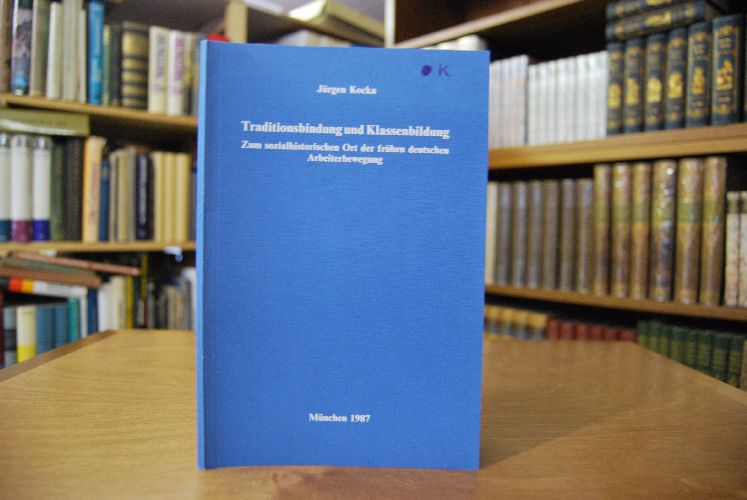 K
Jürgen Kocka
Traditionsbindung und Klassenbildung
Zum sozialhistorischen Ort der frühen deutschen
Arbeiterbewegung
München 1987